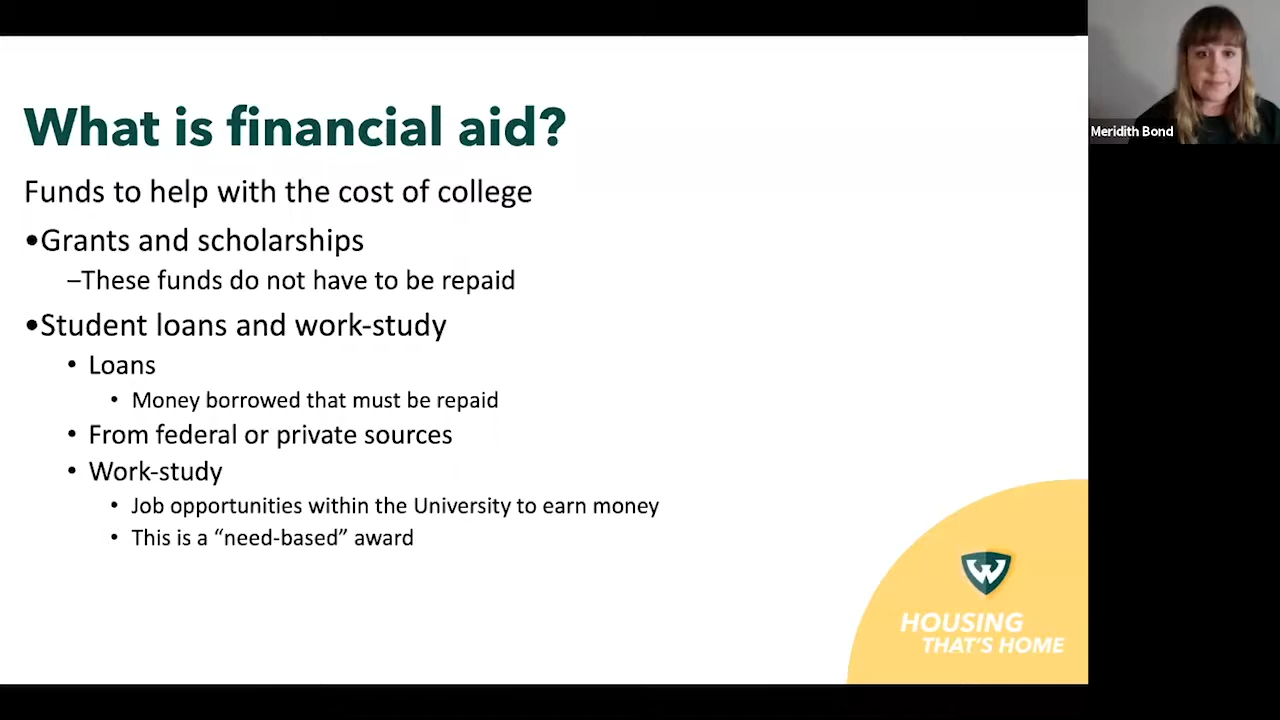 What is financial aid?
Funds to help with the cost of college
•Grants and scholarships
–These funds do not have to be repaid
•Student loans and work-study
• Loans
• Money borrowed that must be repaid
• From federal or private sources
• Work-study
• Job opportunities within the University to earn money
• This is a “need-based” award
W
HOUSING
THAT'S HOME
Meridith Bond